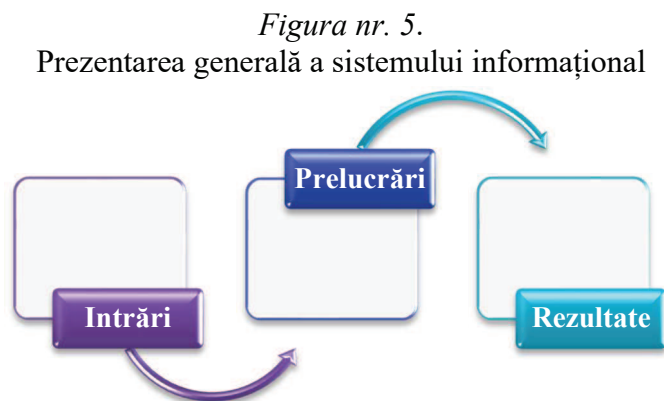 Figura nr. 5.
Prezentarea generală a sistemului informațional
Prelucrări
Intrări
Rezultate